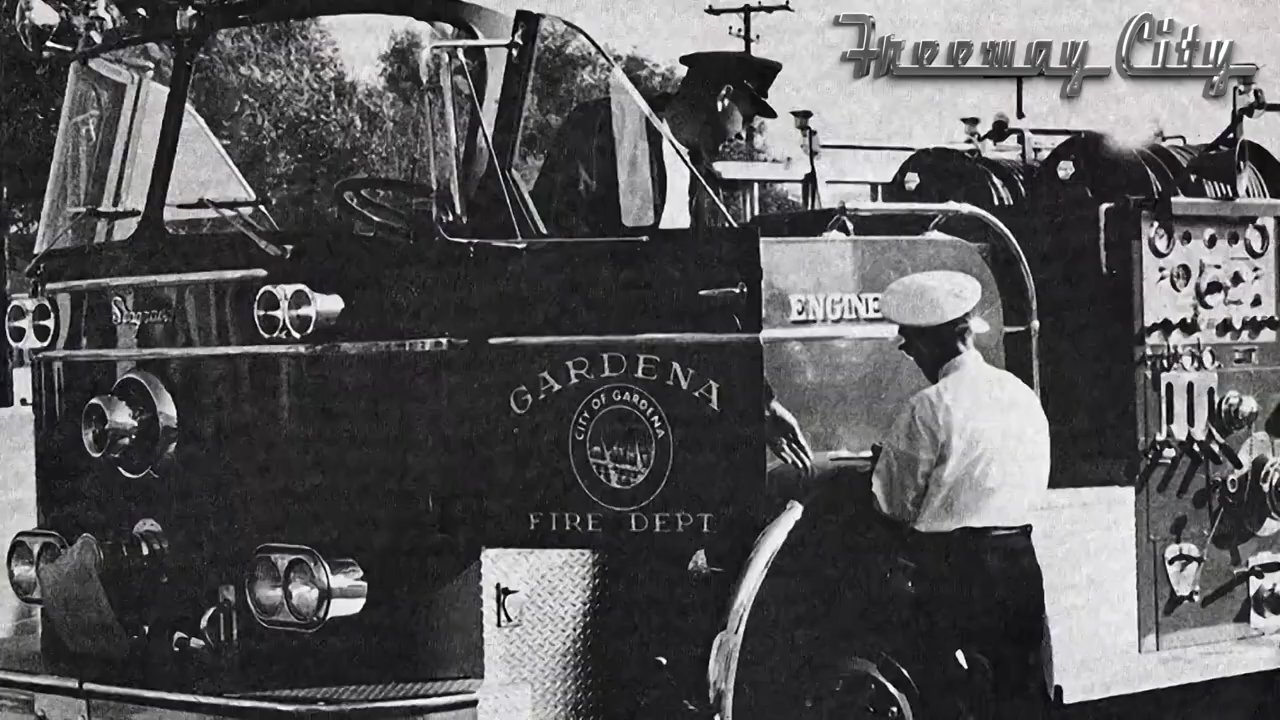 Freeway City
Seagrave
ENGINE
GARDENA
CITY OF GARDENA
FIRE DEPT.